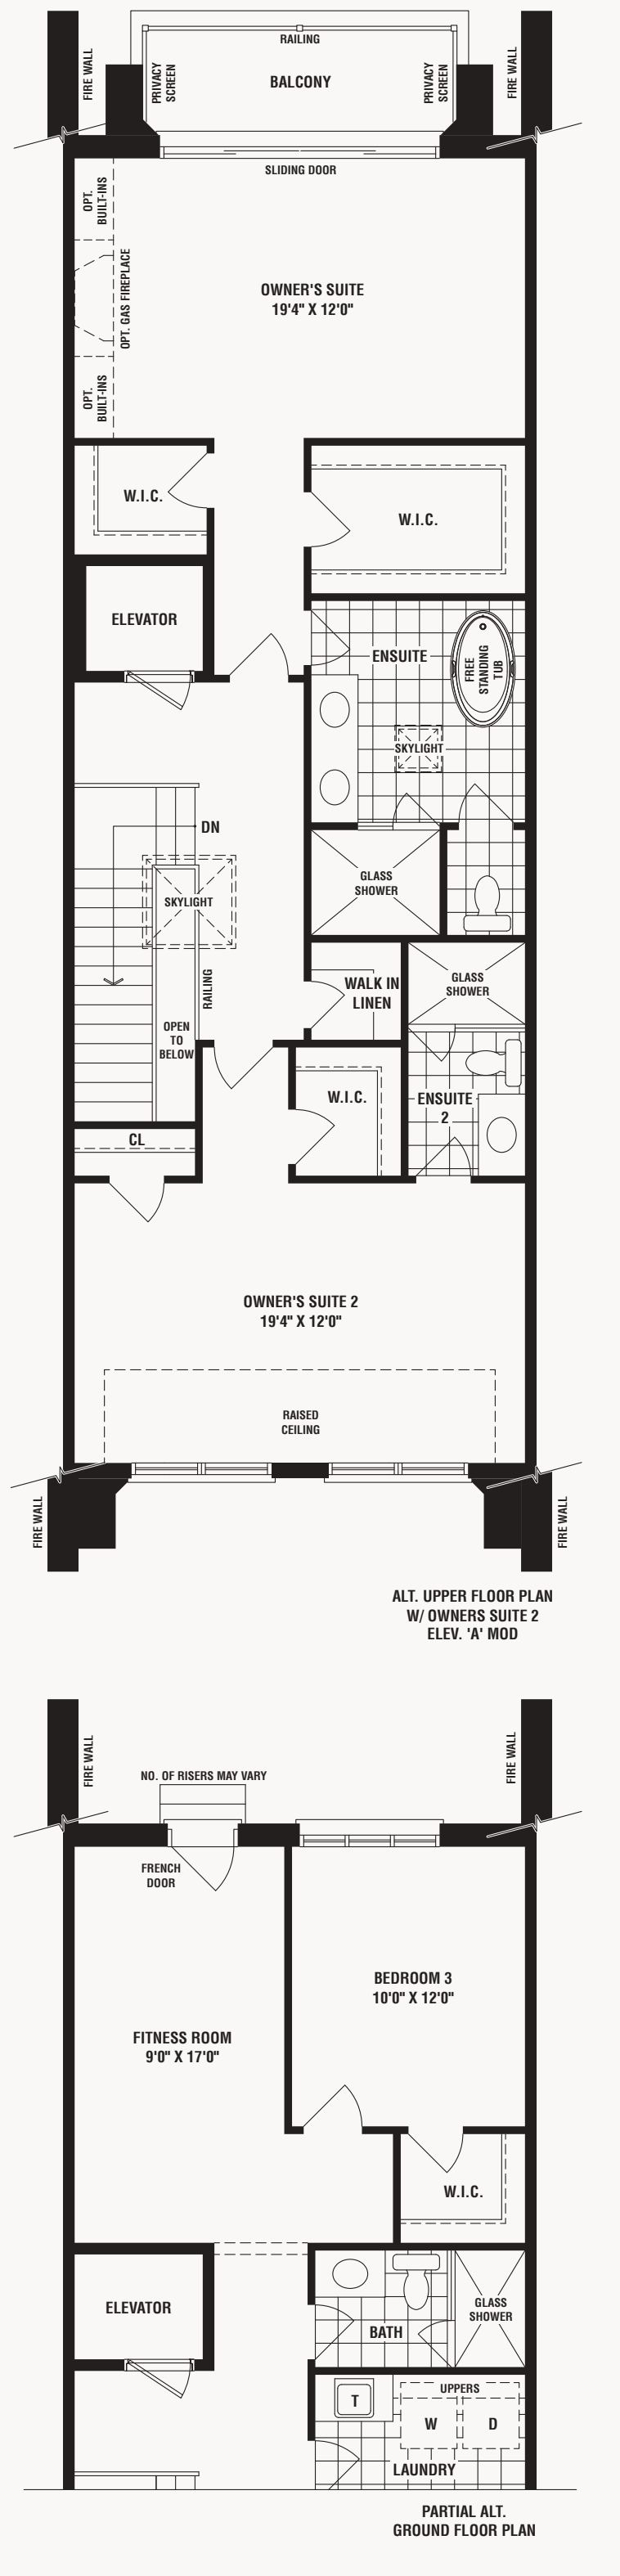 RAILING
FIRE WALL
PRIVACY
SCREEN
BALCONY
PRIVACY
SCREEN
FIRE WALL
SLIDING DOOR
OPT.
BUILT-INS
OPT. GAS FIREPLACE
OWNER'S SUITE
19'4" X 12'0"
OPT.
BUILT-INS
W.I.C.
W.I.C.
ELEVATOR
ENSUITE
FREE
STANDING
TUB
SKYLIGHT
DN
GLASS
SHOWER
SKYLIGHT
RAILING
WALK IN
LINEN
GLASS
SHOWER
OPEN
TO
BELOW
W.I.C.
ENSUITE
2
CL
OWNER'S SUITE 2
19'4" X 12'0"
RAISED
CEILING
FIRE WALL
FIRE WALL
ALT. UPPER FLOOR PLAN
W/ OWNERS SUITE 2
ELEV. 'A' MOD
FIRE WALL
FIRE WALL
NO. OF RISERS MAY VARY
FRENCH
DOOR
BEDROOM 3
10'0" X 12'0"
FITNESS ROOM
9'0" X 17'0"
W.I.C.
ELEVATOR
GLASS
SHOWER
BATH
UPPERS
T
W
D
LAUNDRY
PARTIAL ALT.
GROUND FLOOR PLAN